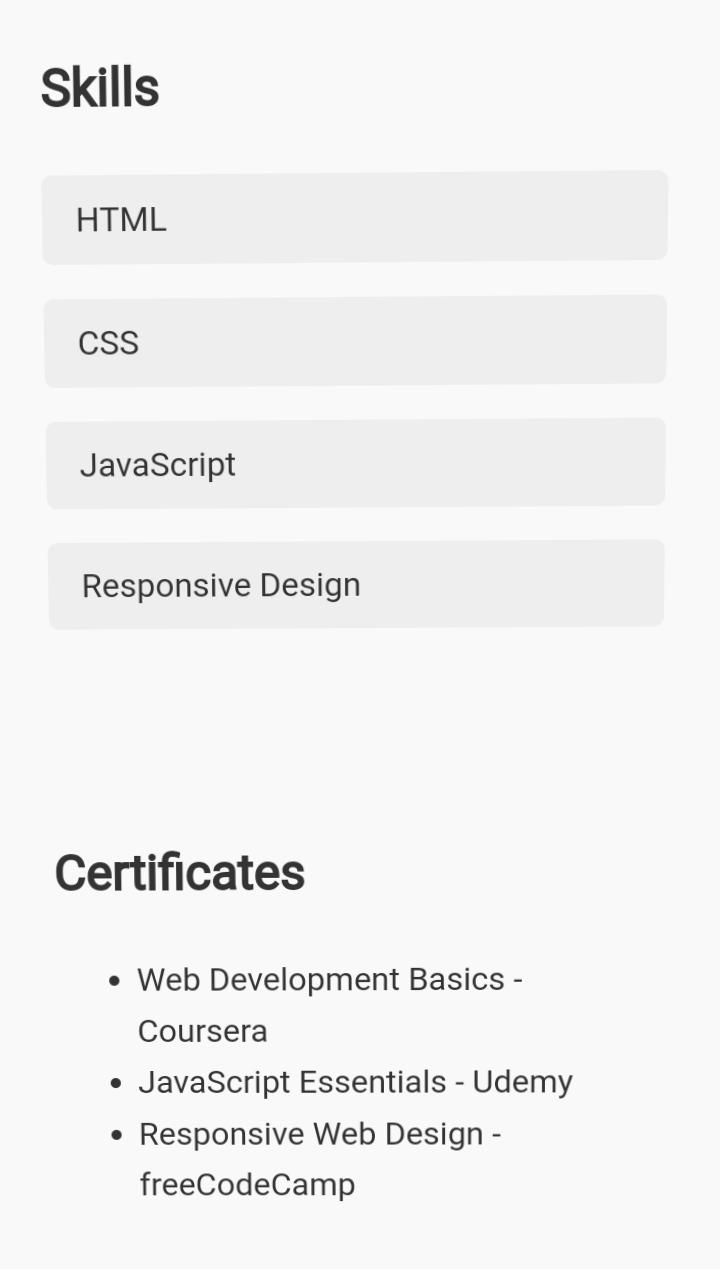 Skills
HTML
CSS
JavaScript
Responsive Design
Certificates
• Web Development Basics -
Coursera
• JavaScript Essentials - Udemy
• Responsive Web Design -
freeCodeCamp